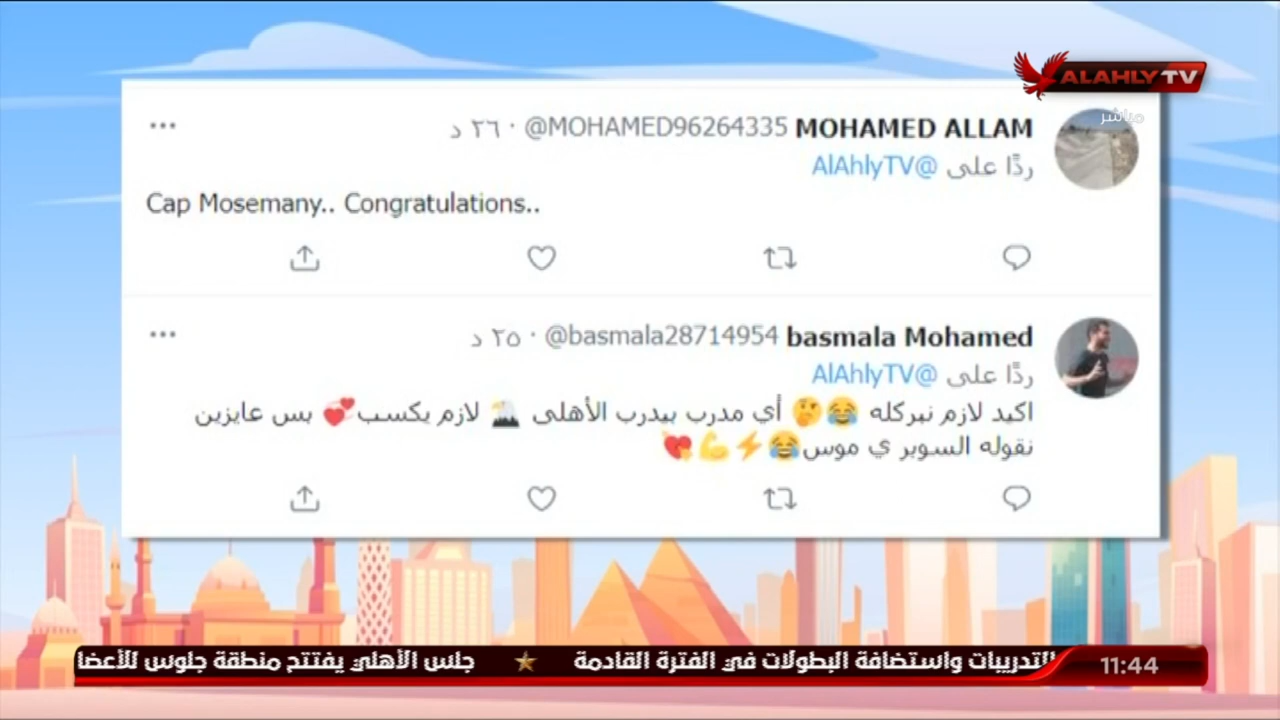 ALAHLY TV
مباشر
MOHAMED ALLAM @MOHAMED96264335 · ٢٦ د
ردًا على @AlAhlyTV
Cap Mosemany.. Congratulations..
basmala Mohamed @basmala28714954 · ٢٥ د
ردًا على @AlAhlyTV
اكيد لازم نبركله 😂🤔 أي مدرب بيدرب الأهلى 🦅 لازم يكسب💞 بس عايزين
نقوله السوبر ي موس😂⚡💪💘
التدريبات واستضافة البطولات في الفترة القادمة ★ جلس الأهلي يفتتح منطقة جلوس للأعضا
11:44